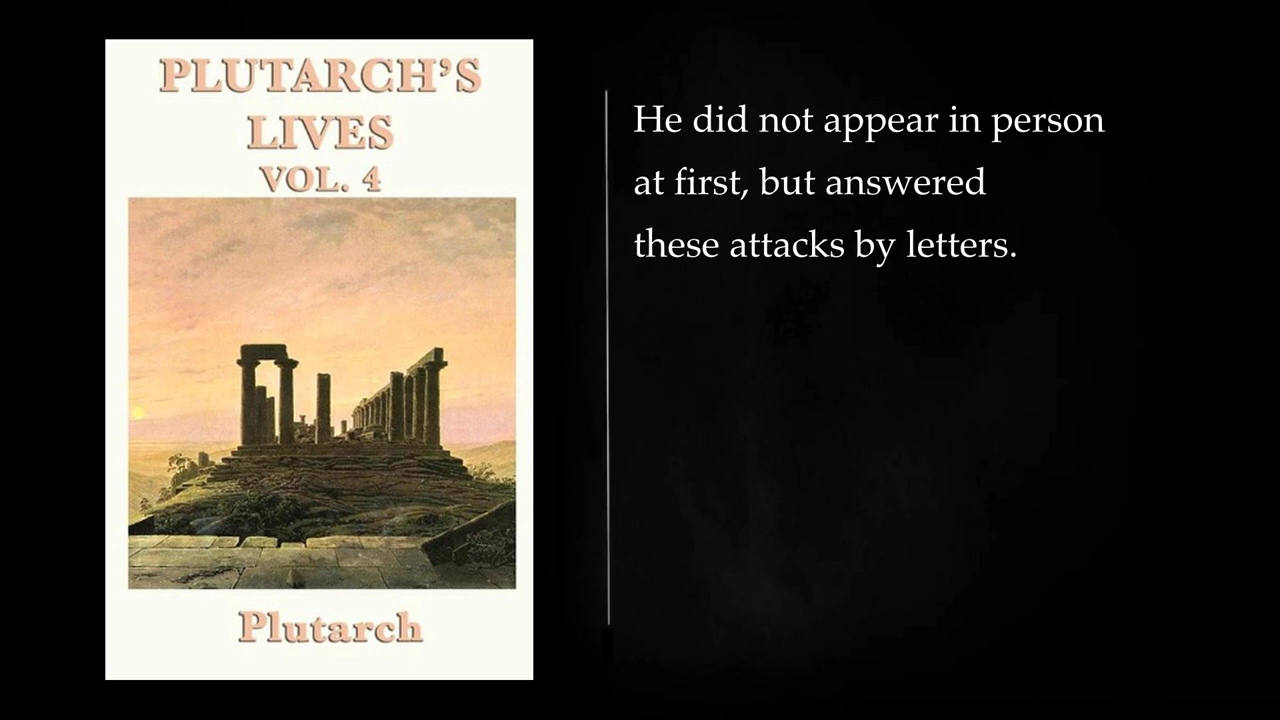 PLUTARCH'S
LIVES
VOL. 4
Plutarch
He did not appear in person
at first, but answered
these attacks by letters.